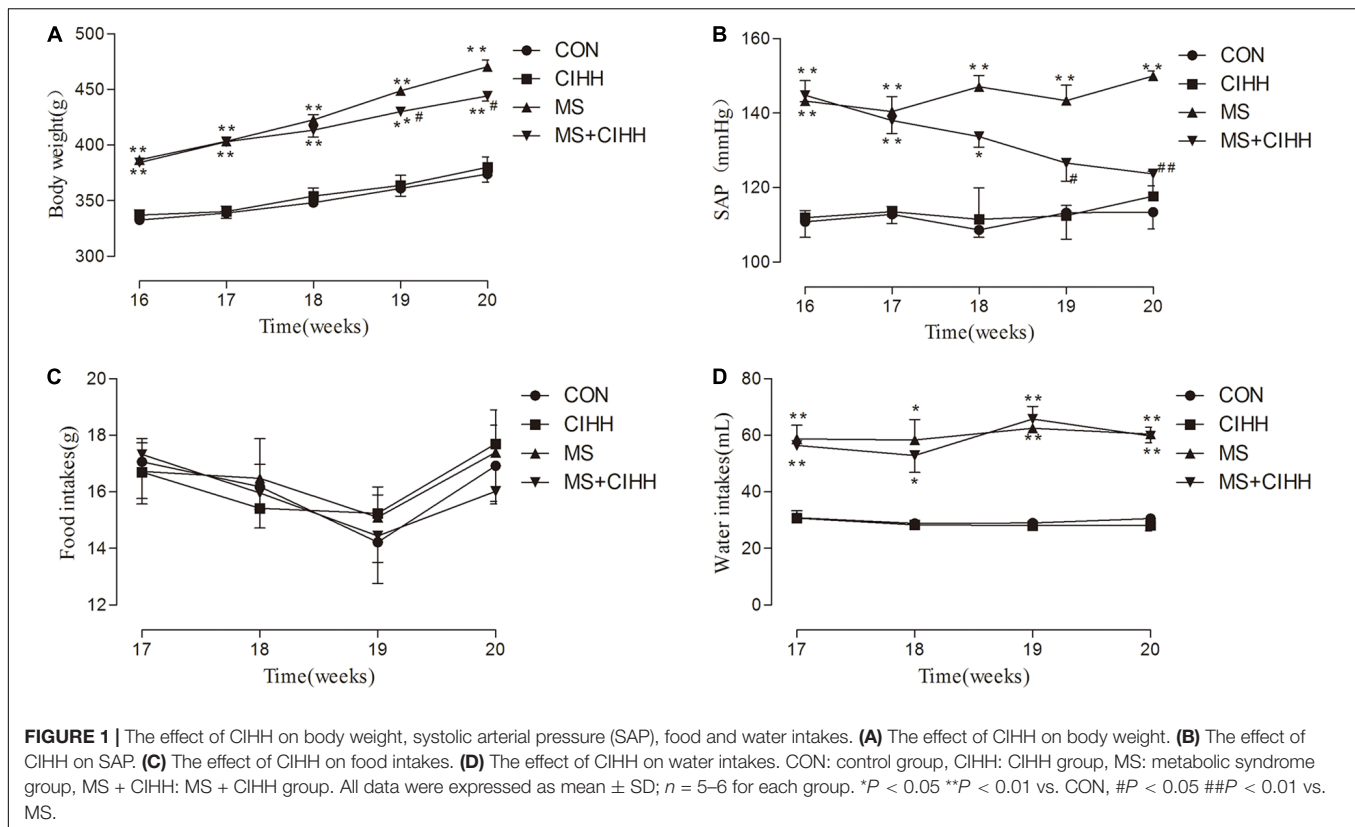 A
500
450
400
350
300
Body weight(g)
** ** ** ** **
** ** ** ** # ** #
16 17 18 19 20
Time(weeks)
CON
CIHH
MS
MS+CIHH
B
160
140
120
100
SAP (mmHg)
** ** ** ** **
** ** * # ##
16 17 18 19 20
Time(weeks)
CON
CIHH
MS
MS+CIHH
C
20
18
16
14
12
Food intakes(g)
17 18 19 20
Time(weeks)
CON
CIHH
MS
MS+CIHH
D
80
60
40
20
0
Water intakes(mL)
** * ** **
** * ** **
17 18 19 20
Time(weeks)
CON
CIHH
MS
MS+CIHH
FIGURE 1 | The effect of CIHH on body weight, systolic arterial pressure (SAP), food and water intakes. (A) The effect of CIHH on body weight. (B) The effect of
CIHH on SAP. (C) The effect of CIHH on food intakes. (D) The effect of CIHH on water intakes. CON: control group, CIHH: CIHH group, MS: metabolic syndrome
group, MS + CIHH: MS + CIHH group. All data were expressed as mean ± SD; n = 5–6 for each group. *P < 0.05 **P < 0.01 vs. CON, #P < 0.05 ##P < 0.01 vs.
MS.